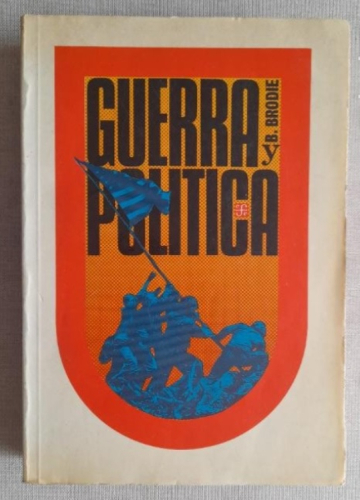 GUERRA
y
POLITICA
B. BRODIE